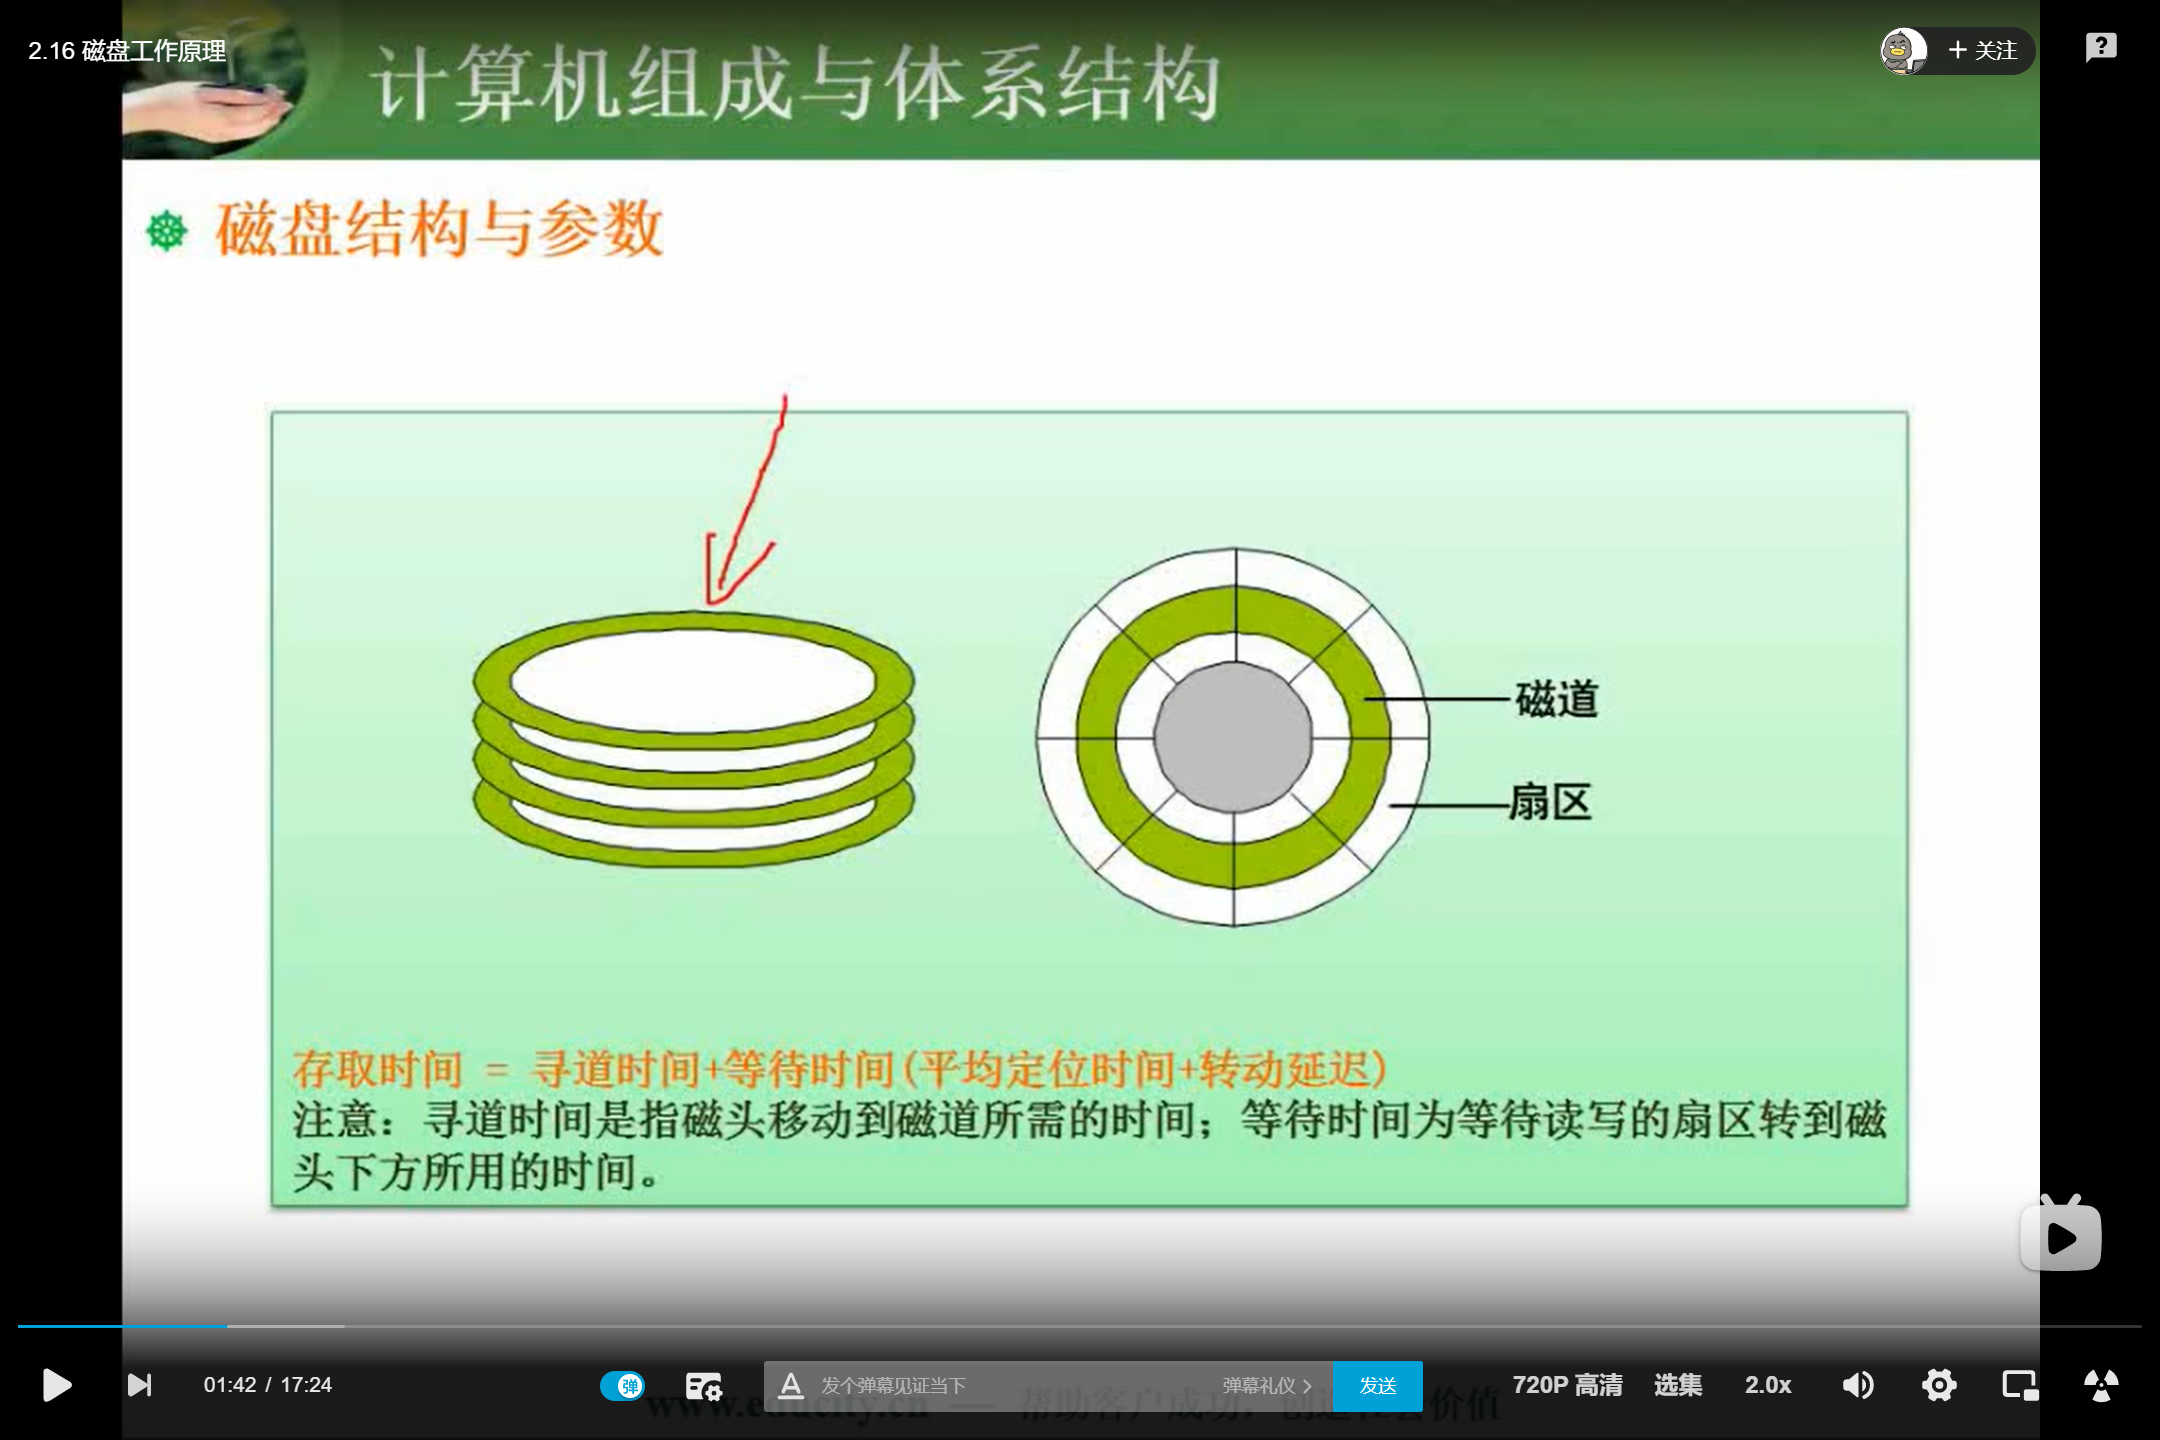 2.16 磁盘工作原理
+ 关注
计算机组成与体系结构
磁盘结构与参数
磁道
扇区
存取时间 = 寻道时间+等待时间(平均定位时间+转动延迟)
注意：寻道时间是指磁头移动到磁道所需的时间；等待时间为等待读写的扇区转到磁
头下方所用的时间。
01:42 / 17:24
弹
发个弹幕见证当下
弹幕礼仪 >
发送
720P 高清
选集
2.0x
www.educity.cn — 帮助客户成功，创造社会价值